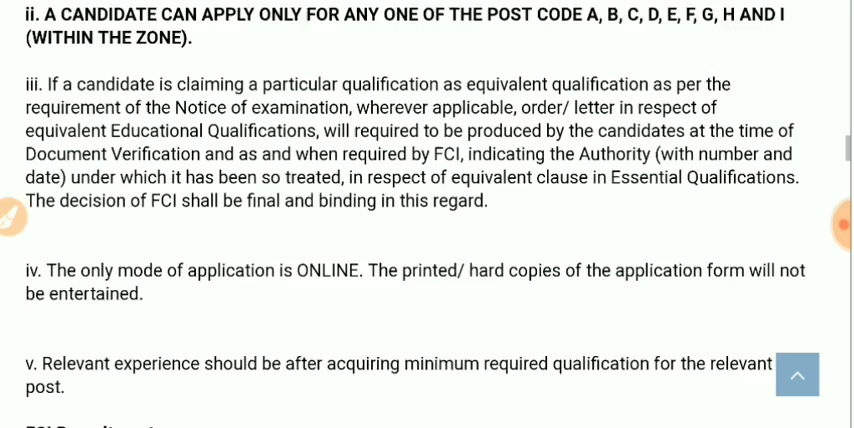 ii. A CANDIDATE CAN APPLY ONLY FOR ANY ONE OF THE POST CODE A, B, C, D, E, F, G, H AND I
(WITHIN THE ZONE).
iii. If a candidate is claiming a particular qualification as equivalent qualification as per the
requirement of the Notice of examination, wherever applicable, order/ letter in respect of
equivalent Educational Qualifications, will required to be produced by the candidates at the time of
Document Verification and as and when required by FCI, indicating the Authority (with number and
date) under which it has been so treated, in respect of equivalent clause in Essential Qualifications.
The decision of FCI shall be final and binding in this regard.
iv. The only mode of application is ONLINE. The printed/ hard copies of the application form will not
be entertained.
v. Relevant experience should be after acquiring minimum required qualification for the relevant
post.